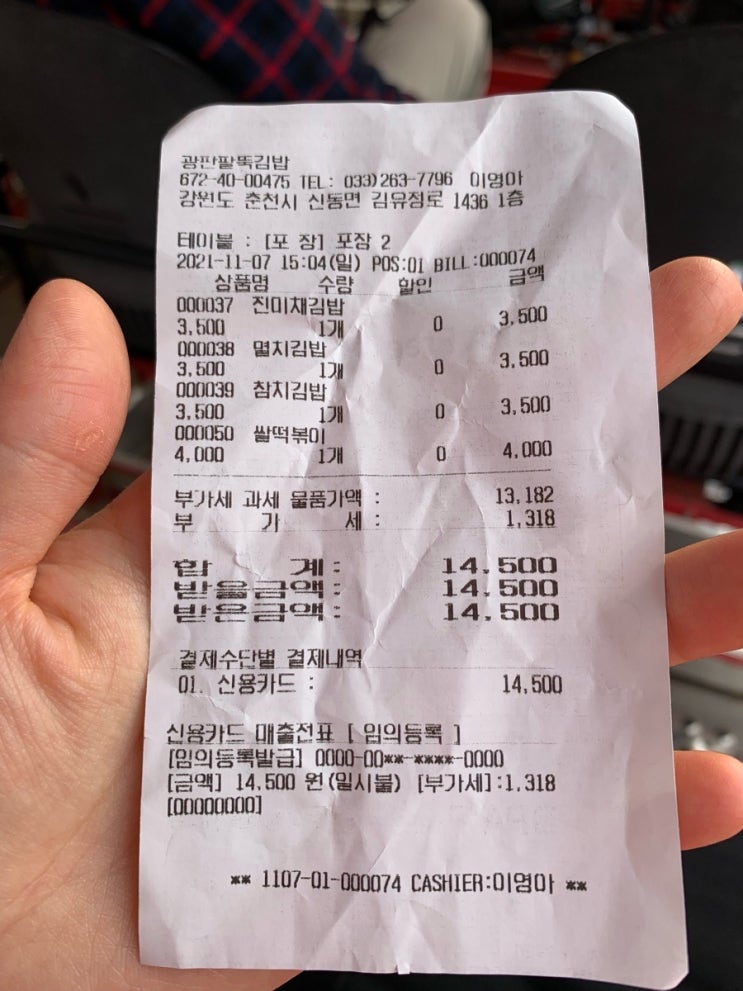 광판팔뚝김밥
672-40-00475 TEL: 033)263-7796 이영아
강원도 춘천시 신동면 김유정로 1436 1층
테이블 : [포 장] 포장 2
2021-11-07 15:04(일) POS:01 BILL:000074
상품명 수량 할인 금액
000037 진미채김밥
3,500 1개 0 3,500
000038 멸치김밥
3,500 1개 0 3,500
000039 참치김밥
3,500 1개 0 3,500
000050 쌀떡볶이
4,000 1개 0 4,000
부가세 과세 물품가액 : 13,182
부 가 세 : 1,318
합 계 : 14,500
받을금액 : 14,500
받은금액 : 14,500
결제수단별 결제내역
01. 신용카드 : 14,500
신용카드 매출전표 [ 임의등록 ]
[임의등록발급] 0000-00**-****-0000
[금액] 14,500 원(일시불) [부가세]:1,318
[00000000]
** 1107-01-000074 CASHIER:이영아 **